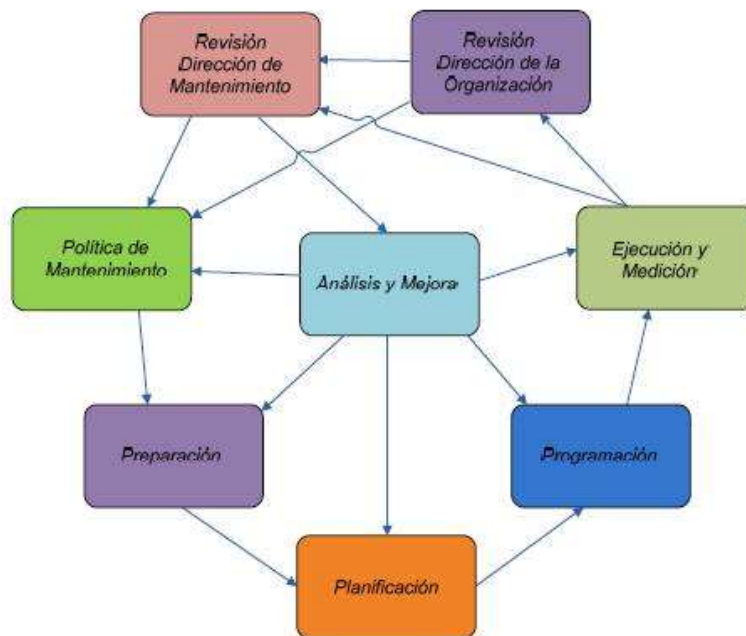 Revisión
Dirección de
Mantenimiento
Revisión
Dirección de la
Organización
Política de
Mantenimiento
Análisis y Mejora
Ejecución y
Medición
Preparación
Programación
Planificación